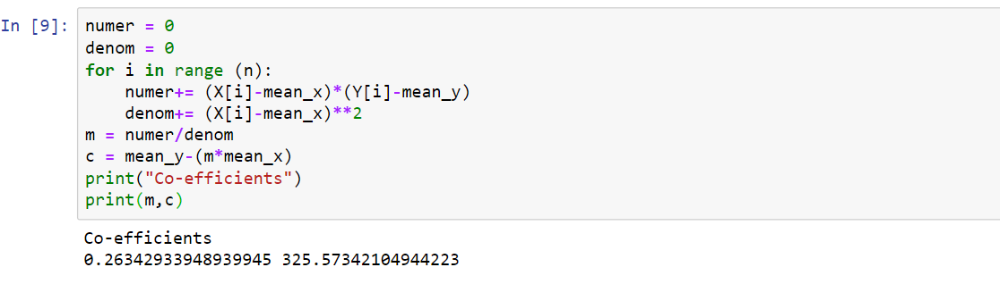 In [9]: numer = 0
denom = 0
for i in range (n):
    numer+= (X[i]-mean_x)*(Y[i]-mean_y)
    denom+= (X[i]-mean_x)**2
m = numer/denom
c = mean_y-(m*mean_x)
print("Co-efficients")
print(m,c)
Co-efficients
0.26342933948939945 325.57342104944223